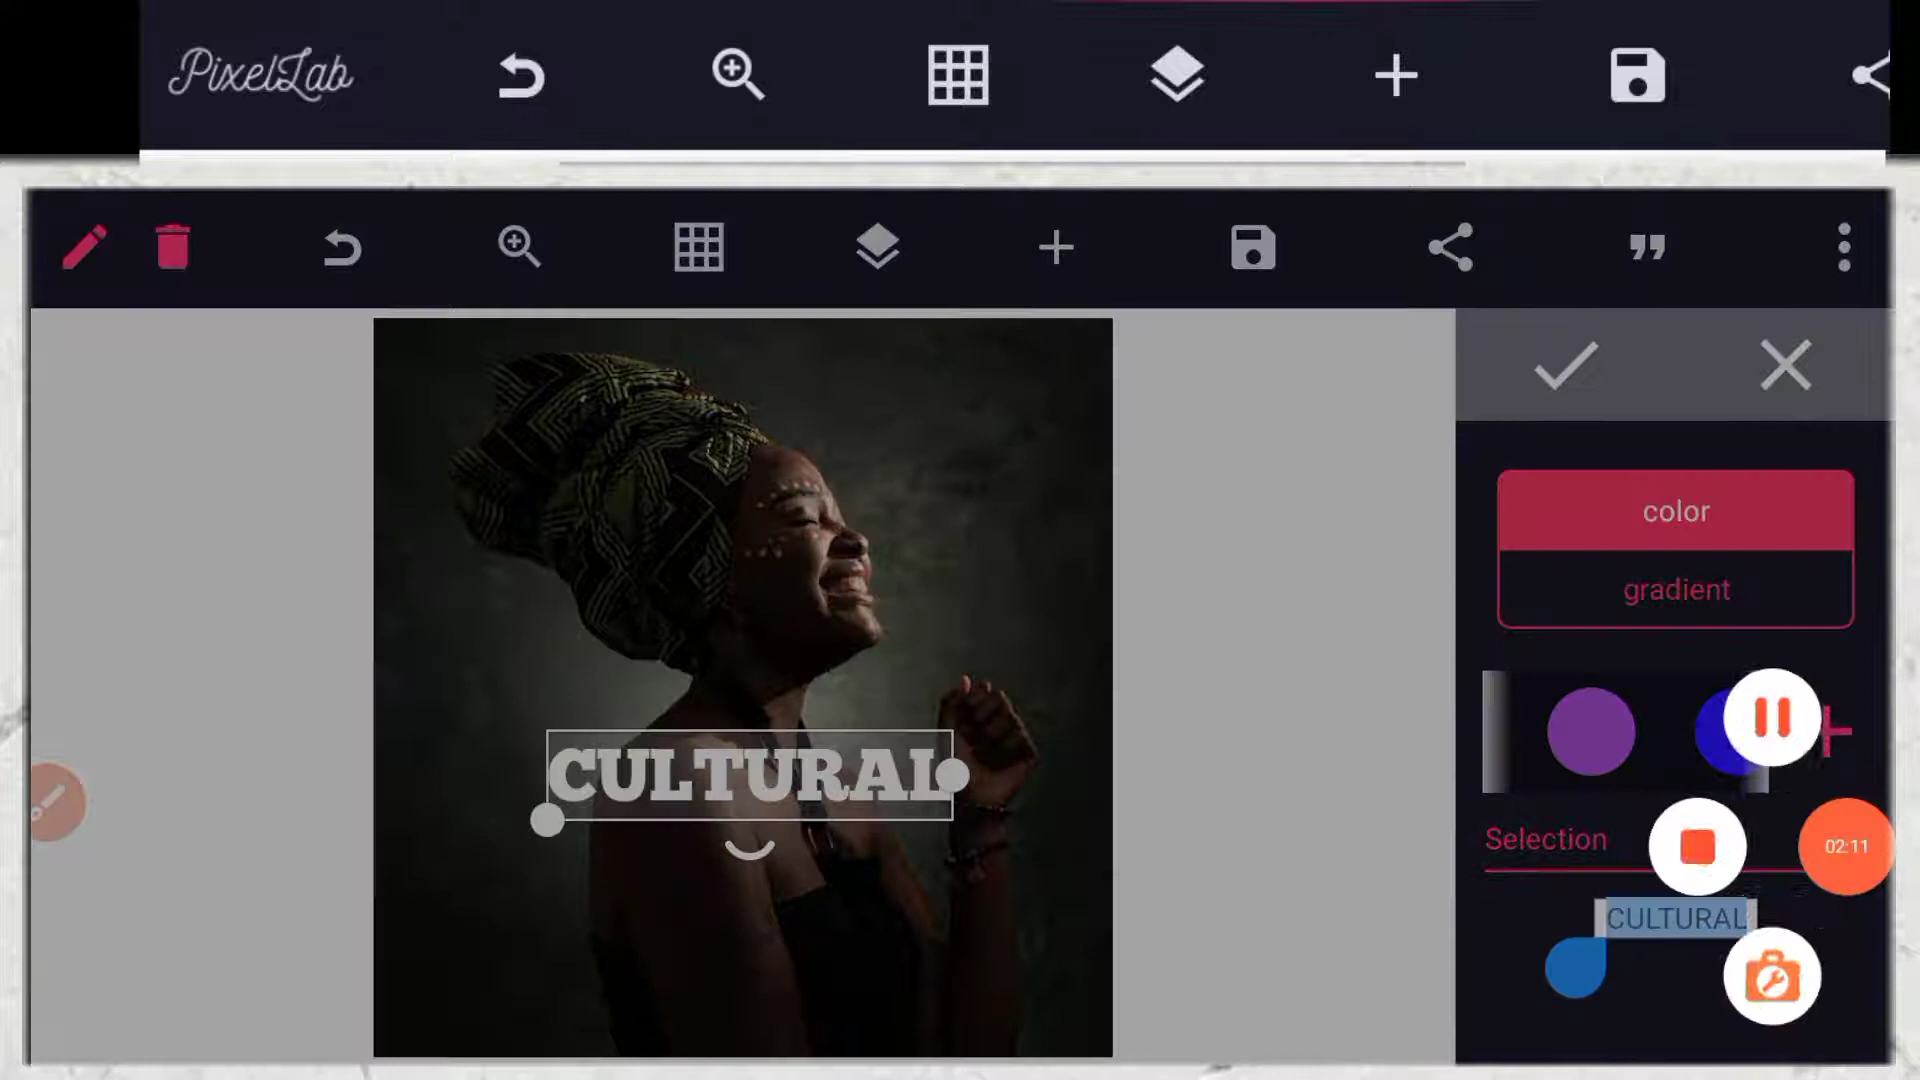 PixelLab
color
gradient
CULTURAL
Selection
02:11
CULTURAL